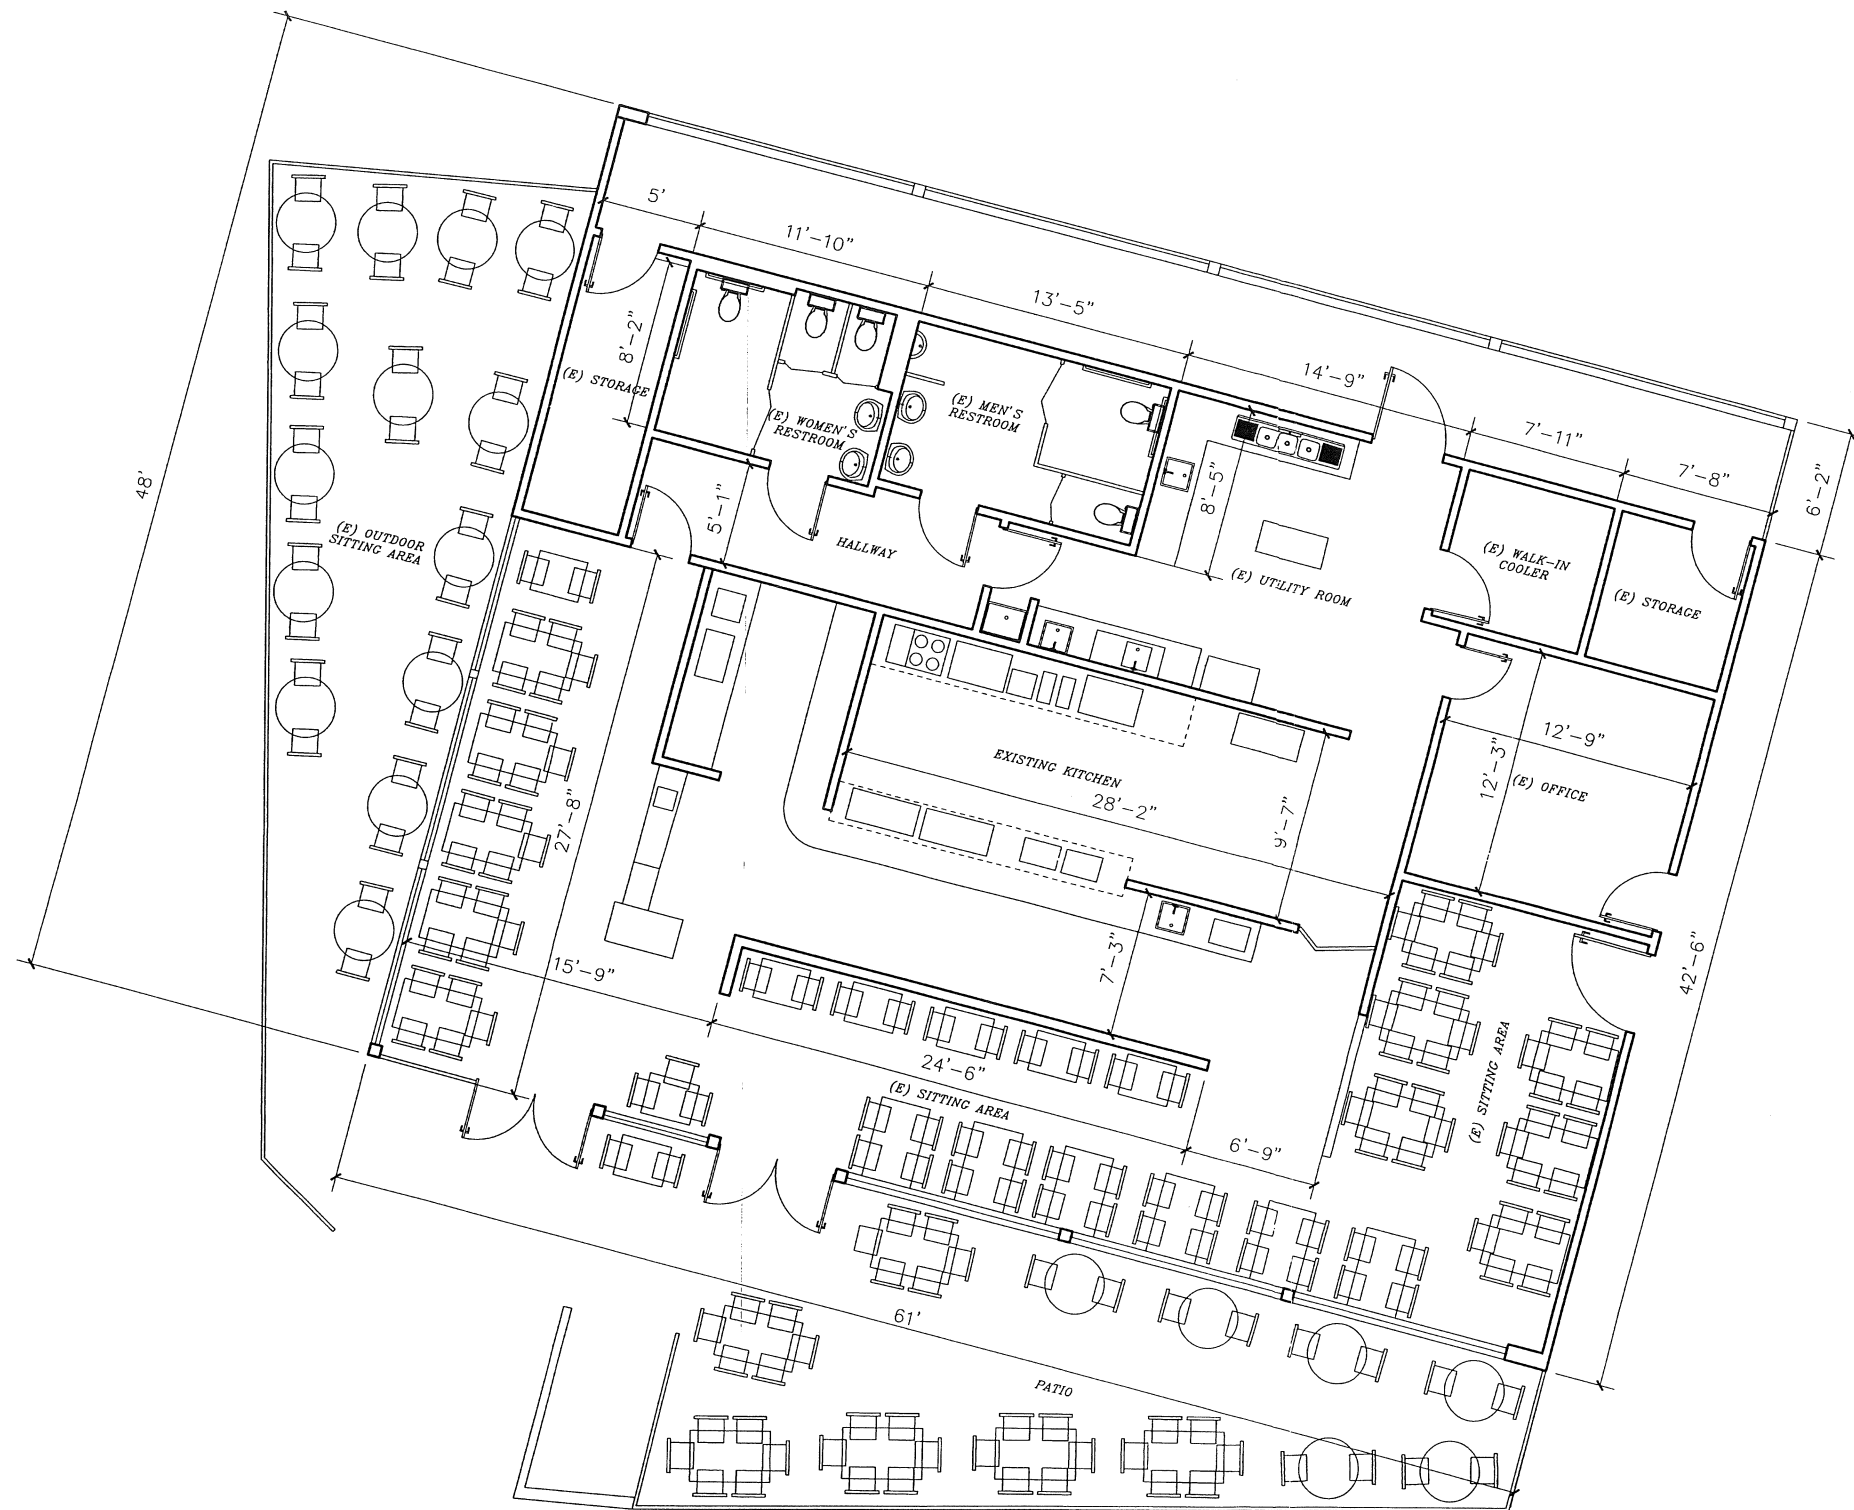 5'
11'-10"
13'-5"
14'-9"
7'-11"
7'-8"
6'-2"
48'
8'-2"
(E) STORAGE
(E) WOMEN'S
RESTROOM
(E) MEN'S
RESTROOM
8'-5"
5'-1"
HALLWAY
(E) UTILITY ROOM
(E) WALK-IN
COOLER
(E) STORAGE
(E) OUTDOOR
SITTING AREA
EXISTING KITCHEN
28'-2"
9'-7"
12'-9"
12'-3"
(E) OFFICE
27'-8"
15'-9"
7'-3"
42'-6"
24'-6"
(E) SITTING AREA
6'-9"
(E) SITTING AREA
61'
PATIO